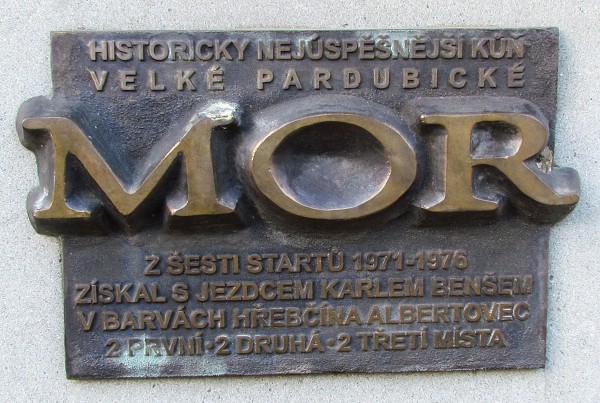 HISTORICKY NEJÚSPĚŠNĚJŠÍ KŮŇ
VELKÉ PARDUBICKÉ
MOR
Z ŠESTI STARTŮ 1971-1976
ZÍSKAL S JEZDCEM KARLEM BENŠEM
V BARVÁCH HŘEBČÍNA ALBERTOVEC
2 PRVNÍ · 2 DRUHÁ · 2 TŘETÍ MÍSTA